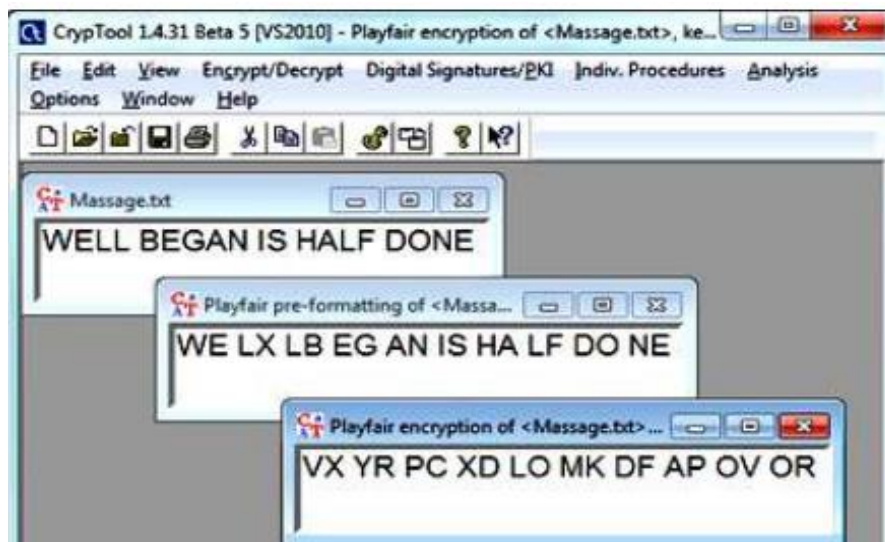 CrypTool 1.4.31 Beta 5 [VS2010] - Playfair encryption of <Massage.txt>, ke...
File Edit View Encrypt/Decrypt Digital Signatures/PKI Indiv. Procedures Analysis
Options Window Help
Massage.txt
WELL BEGAN IS HALF DONE
Playfair pre-formatting of <Massa...
WE LX LB EG AN IS HA LF DO NE
Playfair encryption of <Massage.txt>...
VX YR PC XD LO MK DF AP OV OR